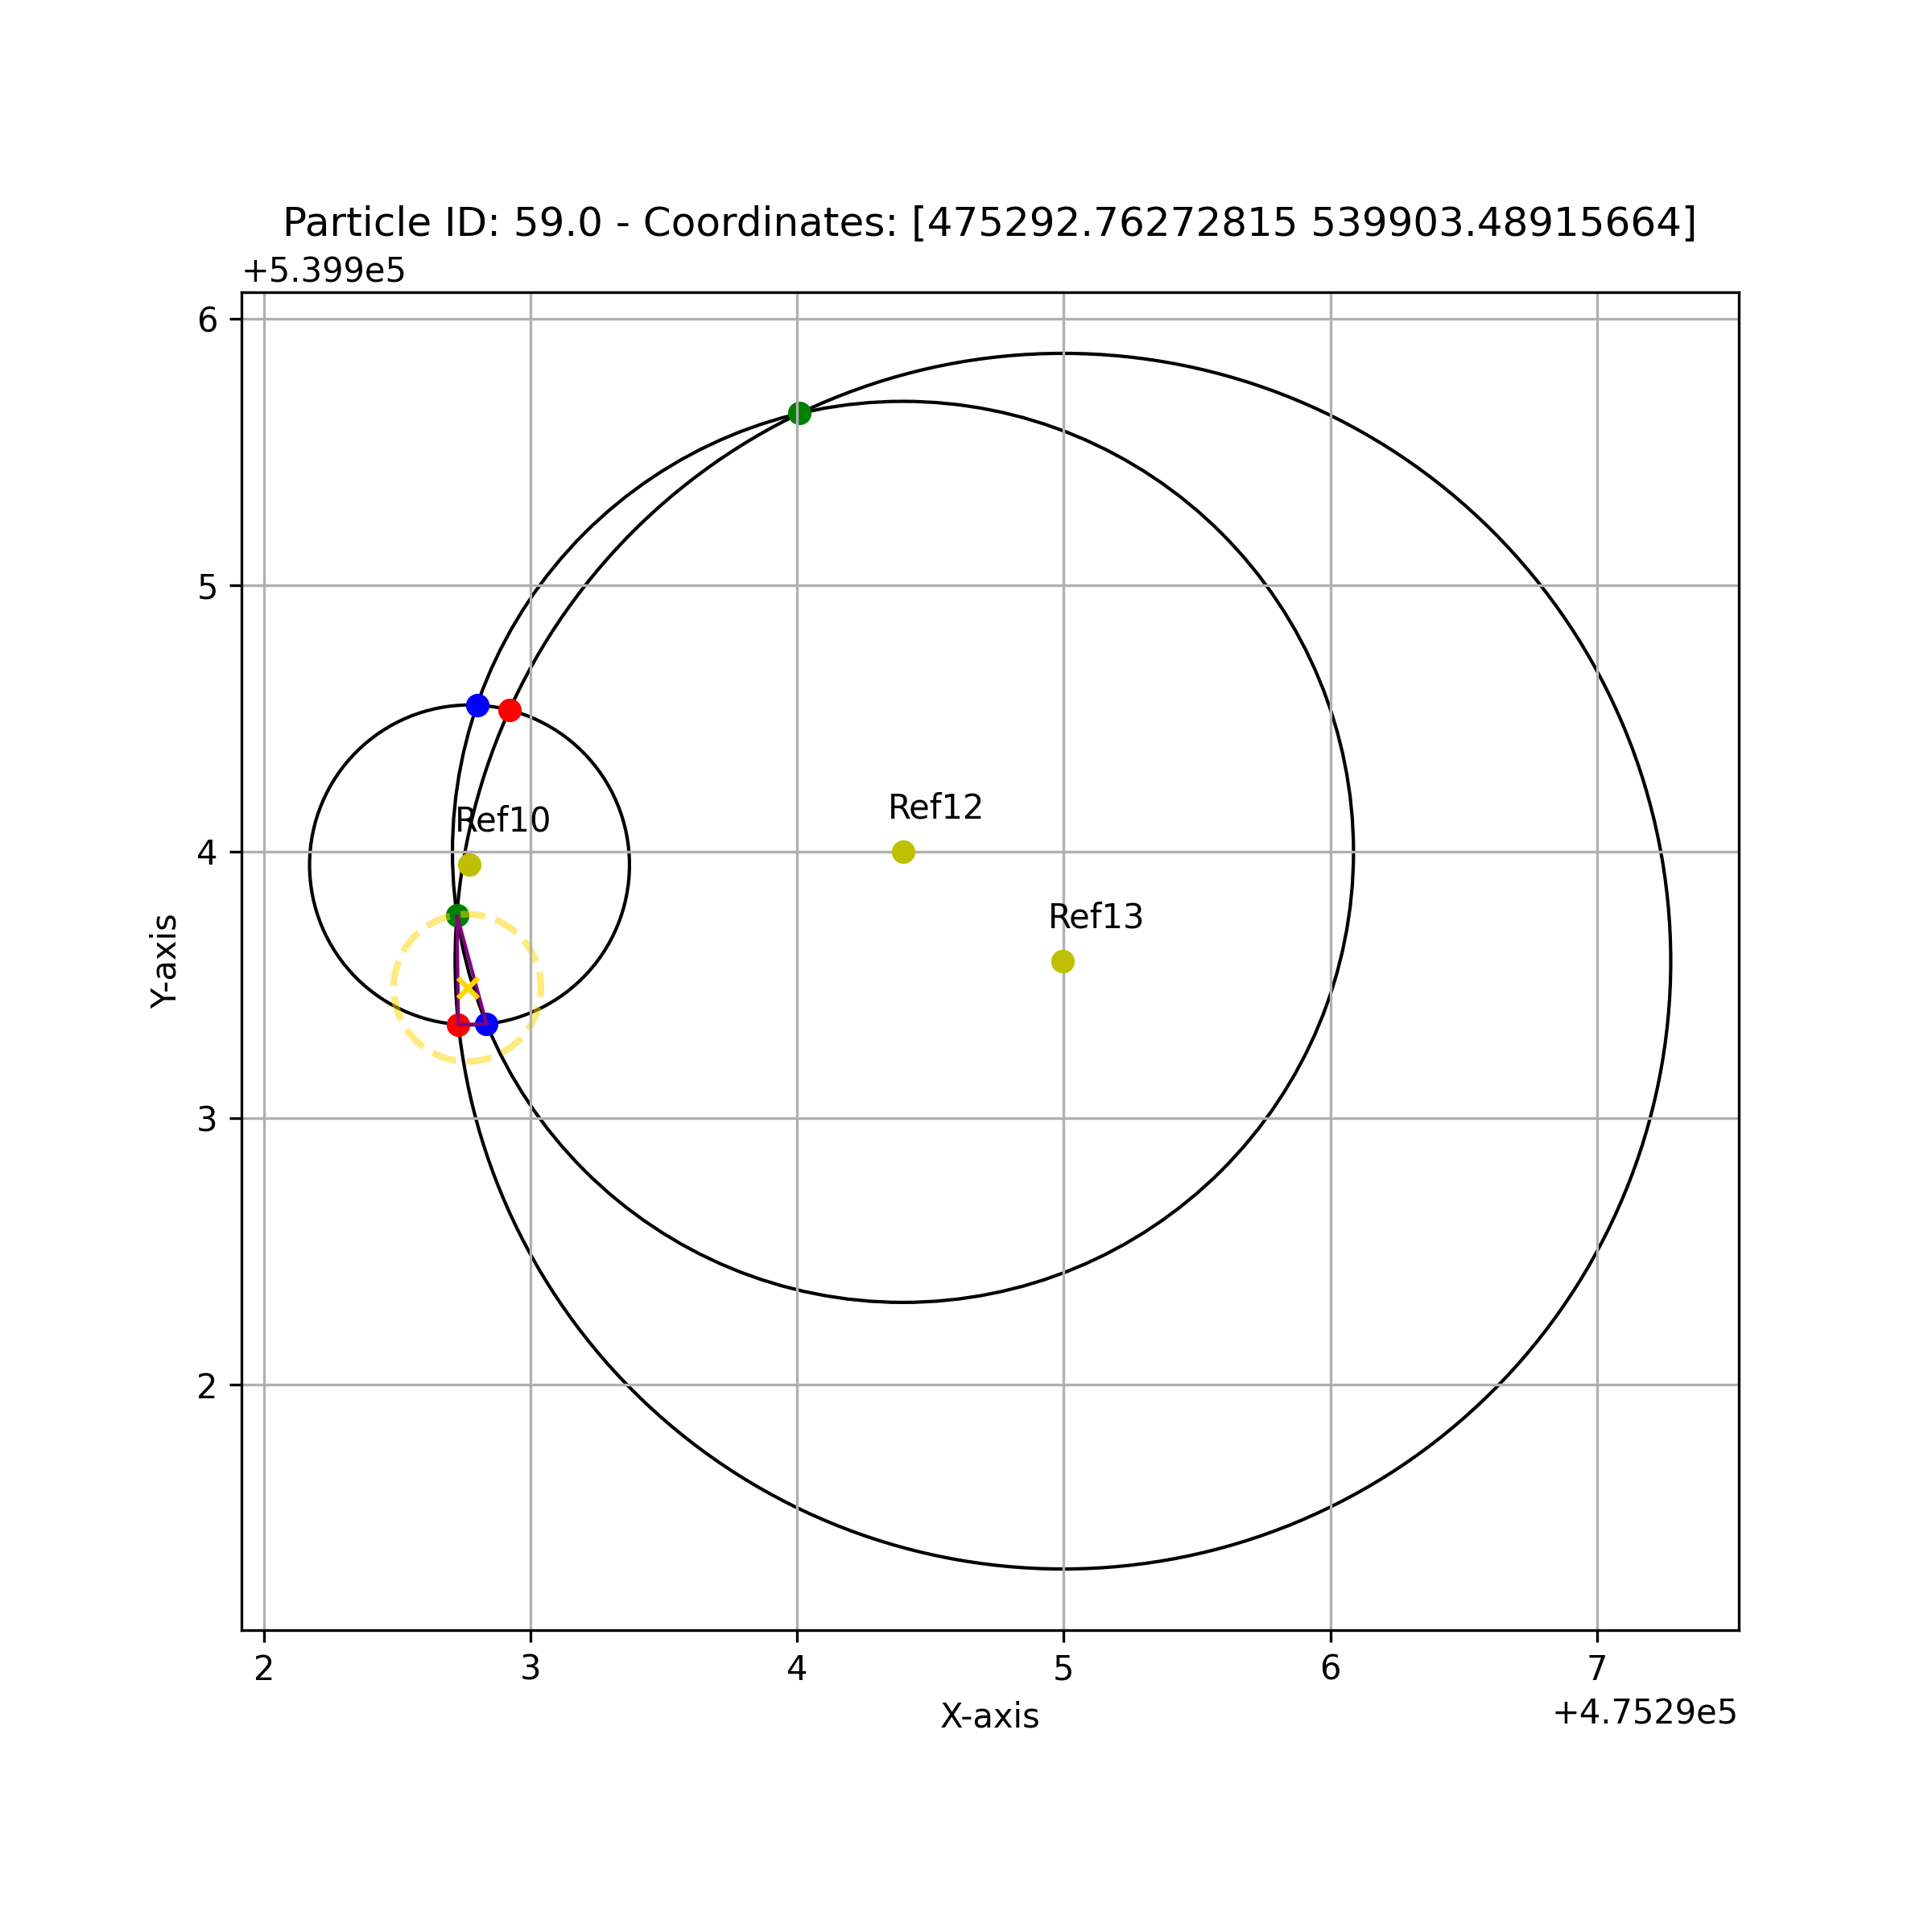 Particle ID: 59.0 - Coordinates: [475292.76272815 539903.48915664]
+5.399e5
6
5
4
3
2
Y-axis
Ref10
Ref12
Ref13
2 3 4 5 6 7
X-axis
+4.7529e5